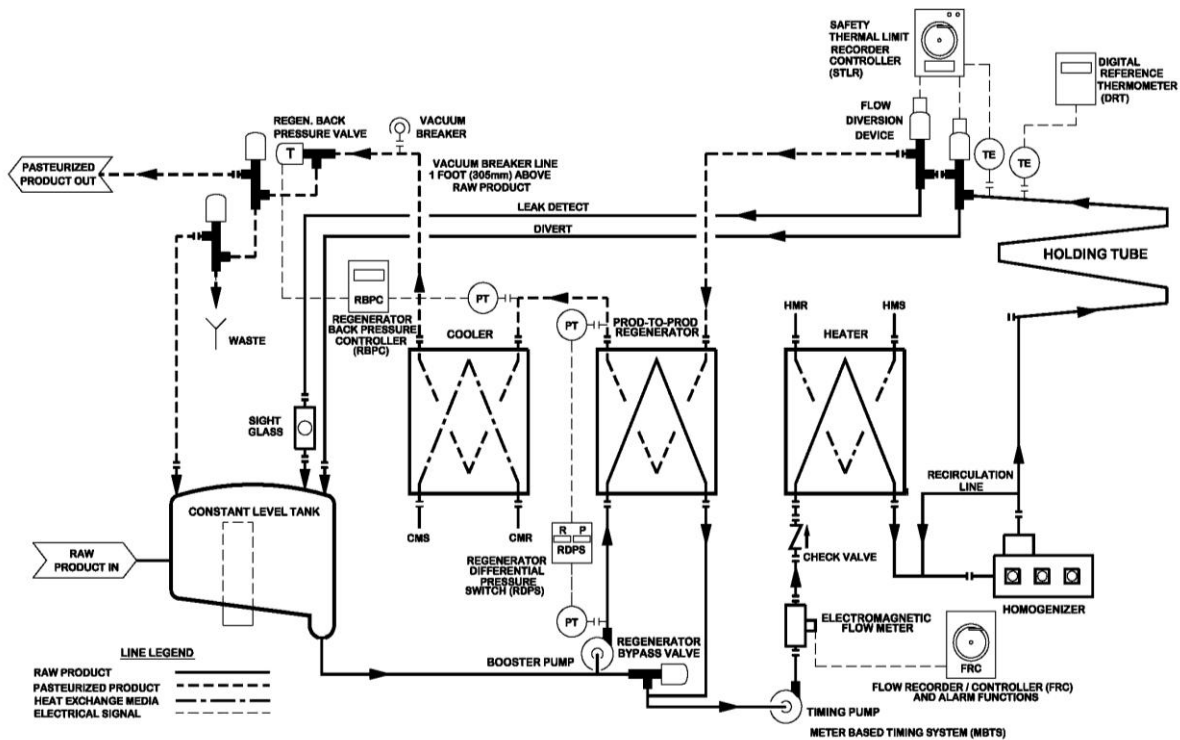 SAFETY
THERMAL LIMIT
RECORDER
CONTROLLER
(STLR)
DIGITAL
REFERENCE
THERMOMETER
(DRT)
FLOW
DIVERSION
DEVICE
TE
TE
REGEN. BACK
PRESSURE VALVE
T
VACUUM
BREAKER
PASTEURIZED
PRODUCT OUT
VACUUM BREAKER LINE
1 FOOT (305mm) ABOVE
RAW PRODUCT
LEAK DETECT
DIVERT
HOLDING TUBE
WASTE
RBPC
REGENERATOR
BACK PRESSURE
CONTROLLER
(RBPC)
PT
PT
COOLER
PROD-TO-PROD
REGENERATOR
HMR
HMS
HEATER
SIGHT
GLASS
RECIRCULATION
LINE
CONSTANT LEVEL TANK
CMS
CMR
R P
RDPS
REGENERATOR
DIFFERENTIAL
PRESSURE
SWITCH (RDPS)
CHECK VALVE
RAW
PRODUCT IN
HOMOGENIZER
PT
ELECTROMAGNETIC
FLOW METER
FRC
REGENERATOR
BYPASS VALVE
BOOSTER PUMP
FLOW RECORDER / CONTROLLER (FRC)
AND ALARM FUNCTIONS
TIMING PUMP
METER BASED TIMING SYSTEM (MBTS)
LINE LEGEND
RAW PRODUCT
PASTEURIZED PRODUCT
HEAT EXCHANGE MEDIA
ELECTRICAL SIGNAL